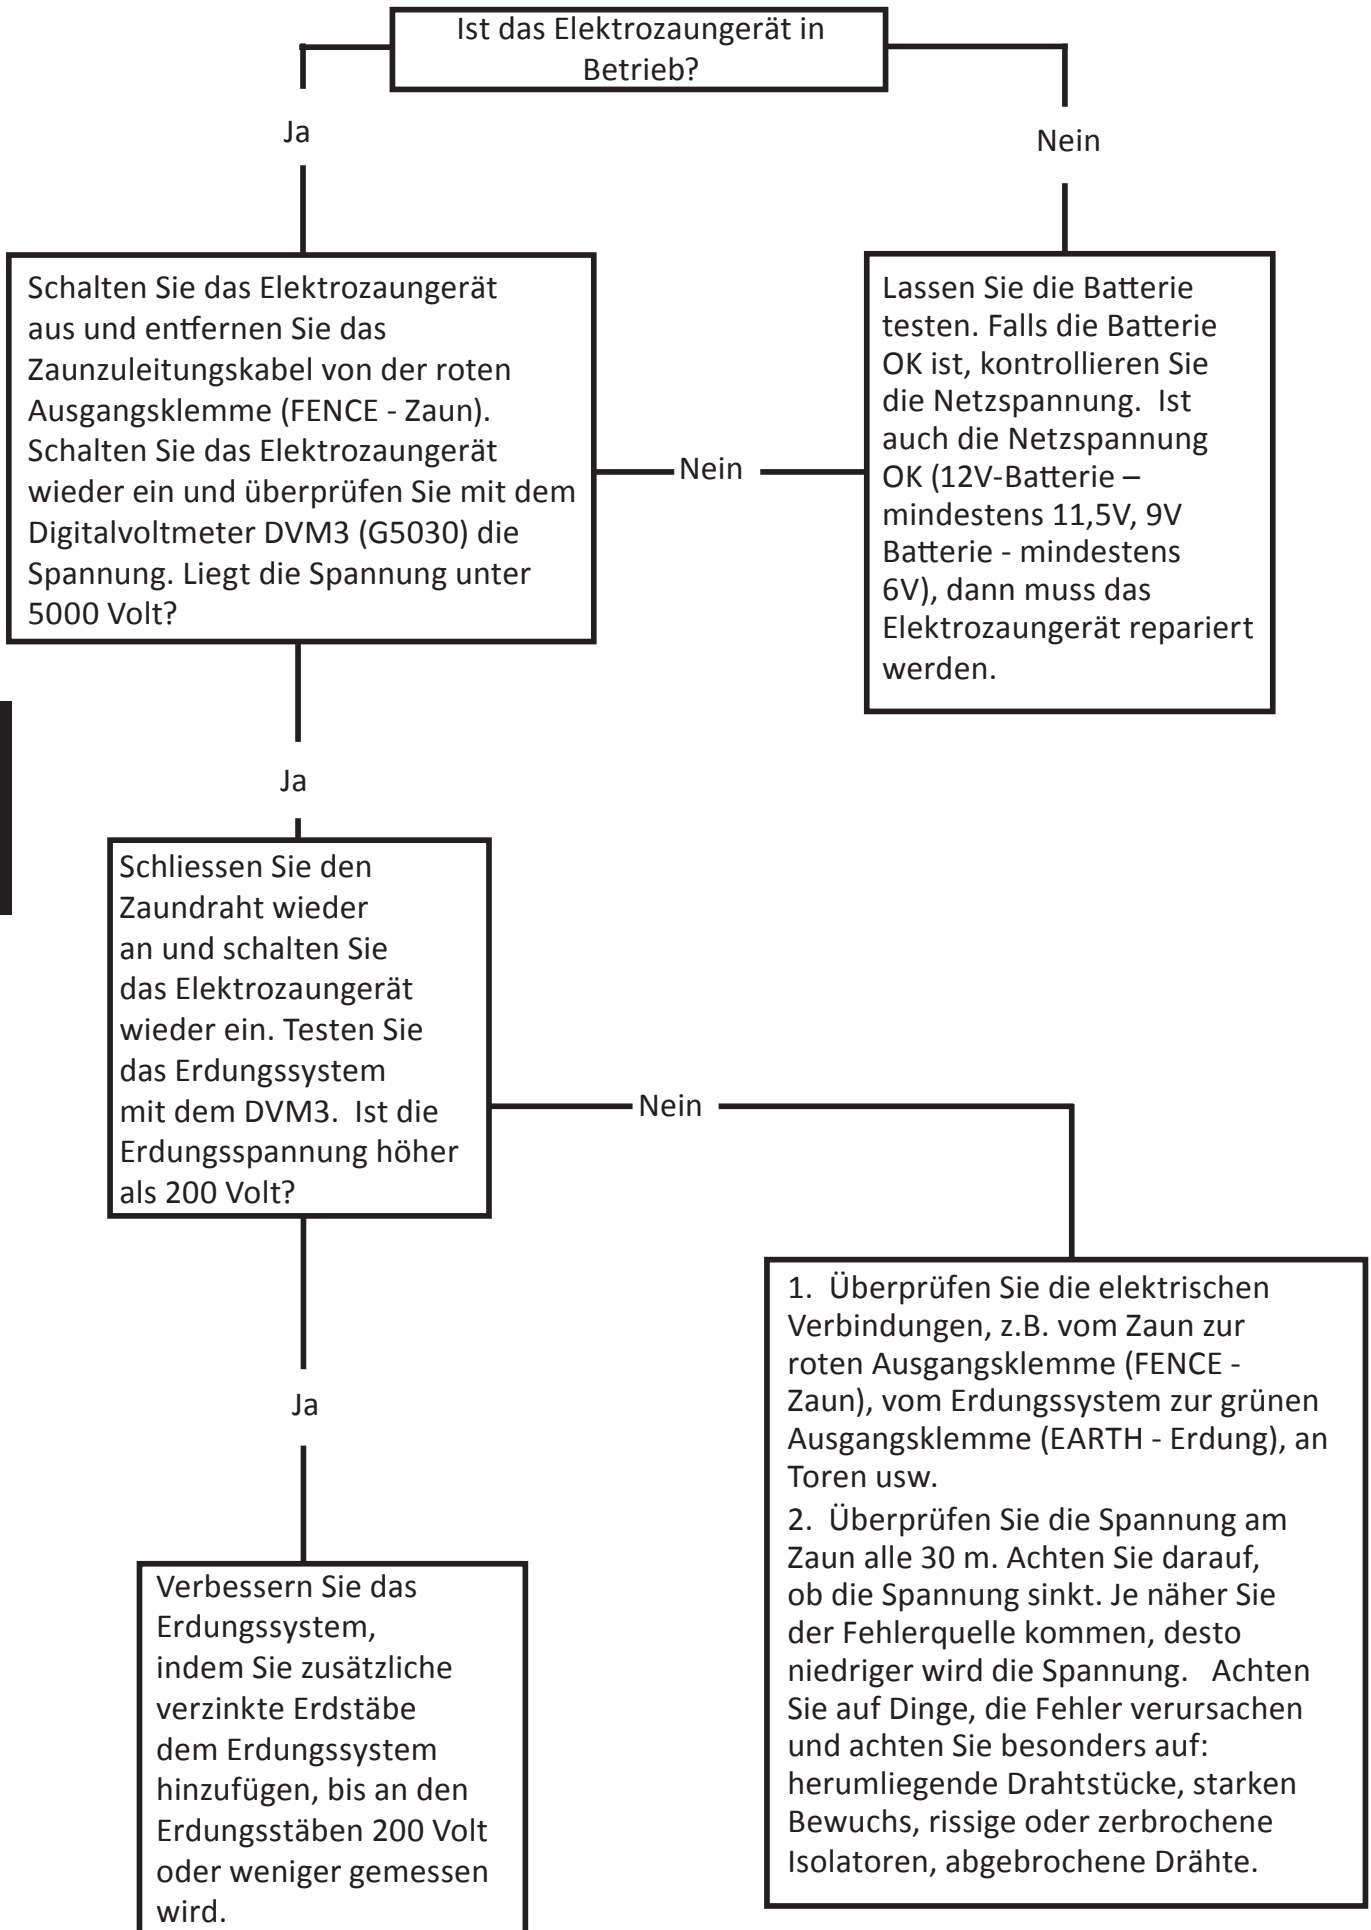 Ist das Elektrozaungerät in
Betrieb?
Ja
Nein
Schalten Sie das Elektrozaungerät
aus und entfernen Sie das
Zaunzuleitungskabel von der roten
Ausgangsklemme (FENCE - Zaun).
Schalten Sie das Elektrozaungerät
wieder ein und überprüfen Sie mit dem
Digitalvoltmeter DVM3 (G5030) die
Spannung. Liegt die Spannung unter
5000 Volt?
Nein
Lassen Sie die Batterie
testen. Falls die Batterie
OK ist, kontrollieren Sie
die Netzspannung.  Ist
auch die Netzspannung
OK (12V-Batterie –
mindestens 11,5V, 9V
Batterie - mindestens
6V), dann muss das
Elektrozaungerät repariert
werden.
Ja
Schliessen Sie den
Zaundraht wieder
an und schalten Sie
das Elektrozaungerät
wieder ein. Testen Sie
das Erdungssystem
mit dem DVM3.  Ist die
Erdungsspannung höher
als 200 Volt?
Nein
Ja
1.  Überprüfen Sie die elektrischen
Verbindungen, z.B. vom Zaun zur
roten Ausgangsklemme (FENCE -
Zaun), vom Erdungssystem zur grünen
Ausgangsklemme (EARTH - Erdung), an
Toren usw.
2.  Überprüfen Sie die Spannung am
Zaun alle 30 m. Achten Sie darauf,
ob die Spannung sinkt. Je näher Sie
der Fehlerquelle kommen, desto
niedriger wird die Spannung.   Achten
Sie auf Dinge, die Fehler verursachen
und achten Sie besonders auf:
herumliegende Drahtstücke, starken
Bewuchs, rissige oder zerbrochene
Isolatoren, abgebrochene Drähte.
Verbessern Sie das
Erdungssystem,
indem Sie zusätzliche
verzinkte Erdstäbe
dem Erdungssystem
hinzufügen, bis an den
Erdungsstäben 200 Volt
oder weniger gemessen
wird.